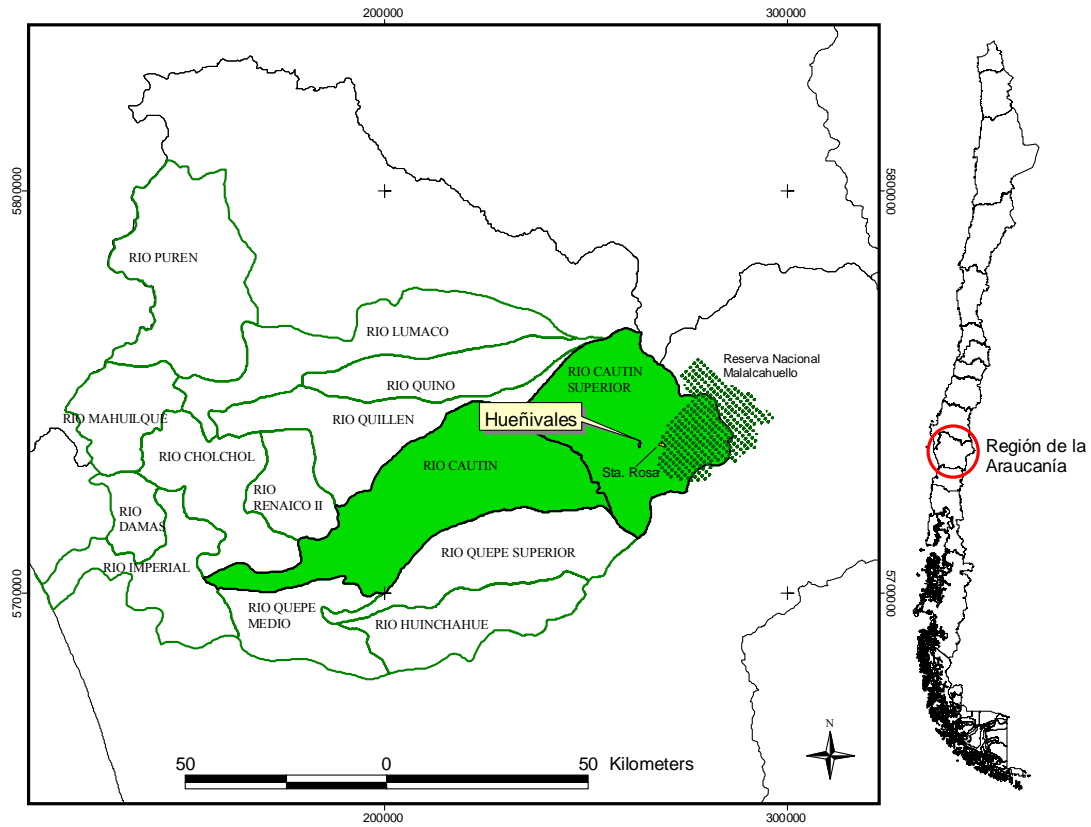 200000
300000
5800000
5800000
RIO PUREN
RIO LUMACO
Reserva Nacional
Malalcahuello
RIO CAUTIN
SUPERIOR
RIO QUINO
RIO MAHUILQUE
RIO QUILLEN
Hueñivales
RIO CHOLCHOL
RIO CAUTIN
Sta. Rosa
Región de la
Araucanía
RIO
RENAICO II
RIO
DAMAS
RIO QUEPE SUPERIOR
RIO IMPERIAL
5700000
5700000
RIO QUEPE
MEDIO
RIO HUINCHAHUE
N
50
0
50 Kilometers
200000
300000